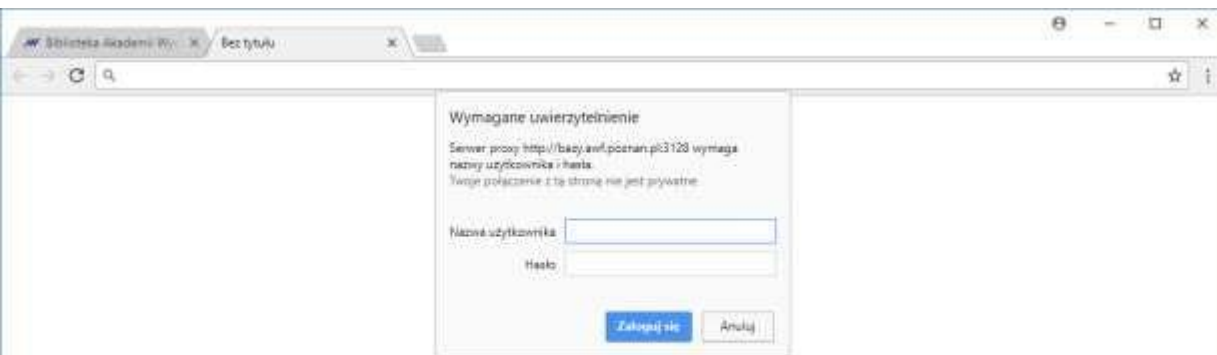 Biblioteka Akademii Wy
Bez tytułu
Wymagane uwierzytelnienie
Serwer proxy http://bazy.awf.poznan.pl:3128 wymaga
nazwy użytkownika i hasła.
Twoje połączenie z tą stroną nie jest prywatne
Nazwa użytkownika
Hasło
Zaloguj się
Anuluj